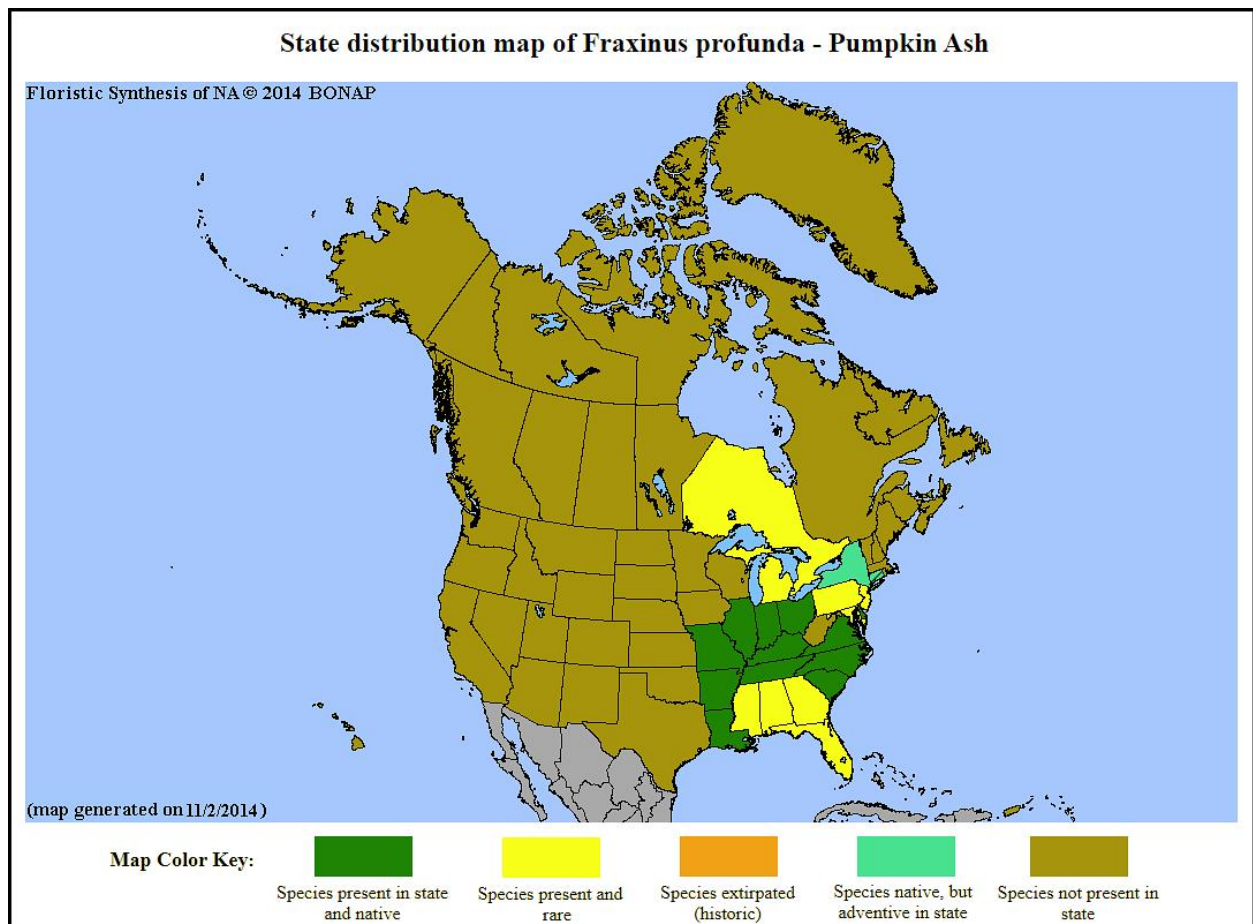 State distribution map of Fraxinus profunda - Pumpkin Ash
Floristic Synthesis of NA © 2014 BONAP
(map generated on 11/2/2014)
Map Color Key:
Species present in state
and native
Species present and
rare
Species extirpated
(historic)
Species native, but
adventive in state
Species not present in
state